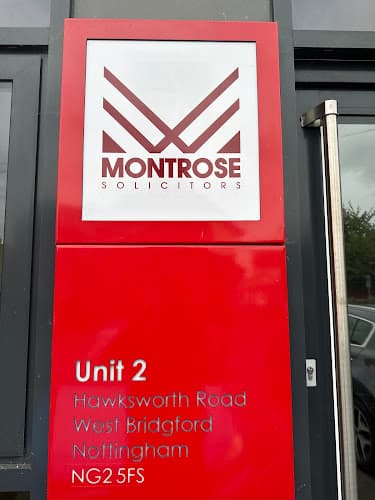 MONTROSE
SOLICITORS
Unit 2
Hawksworth Road
West Bridgford
Nottingham
NG2 5FS